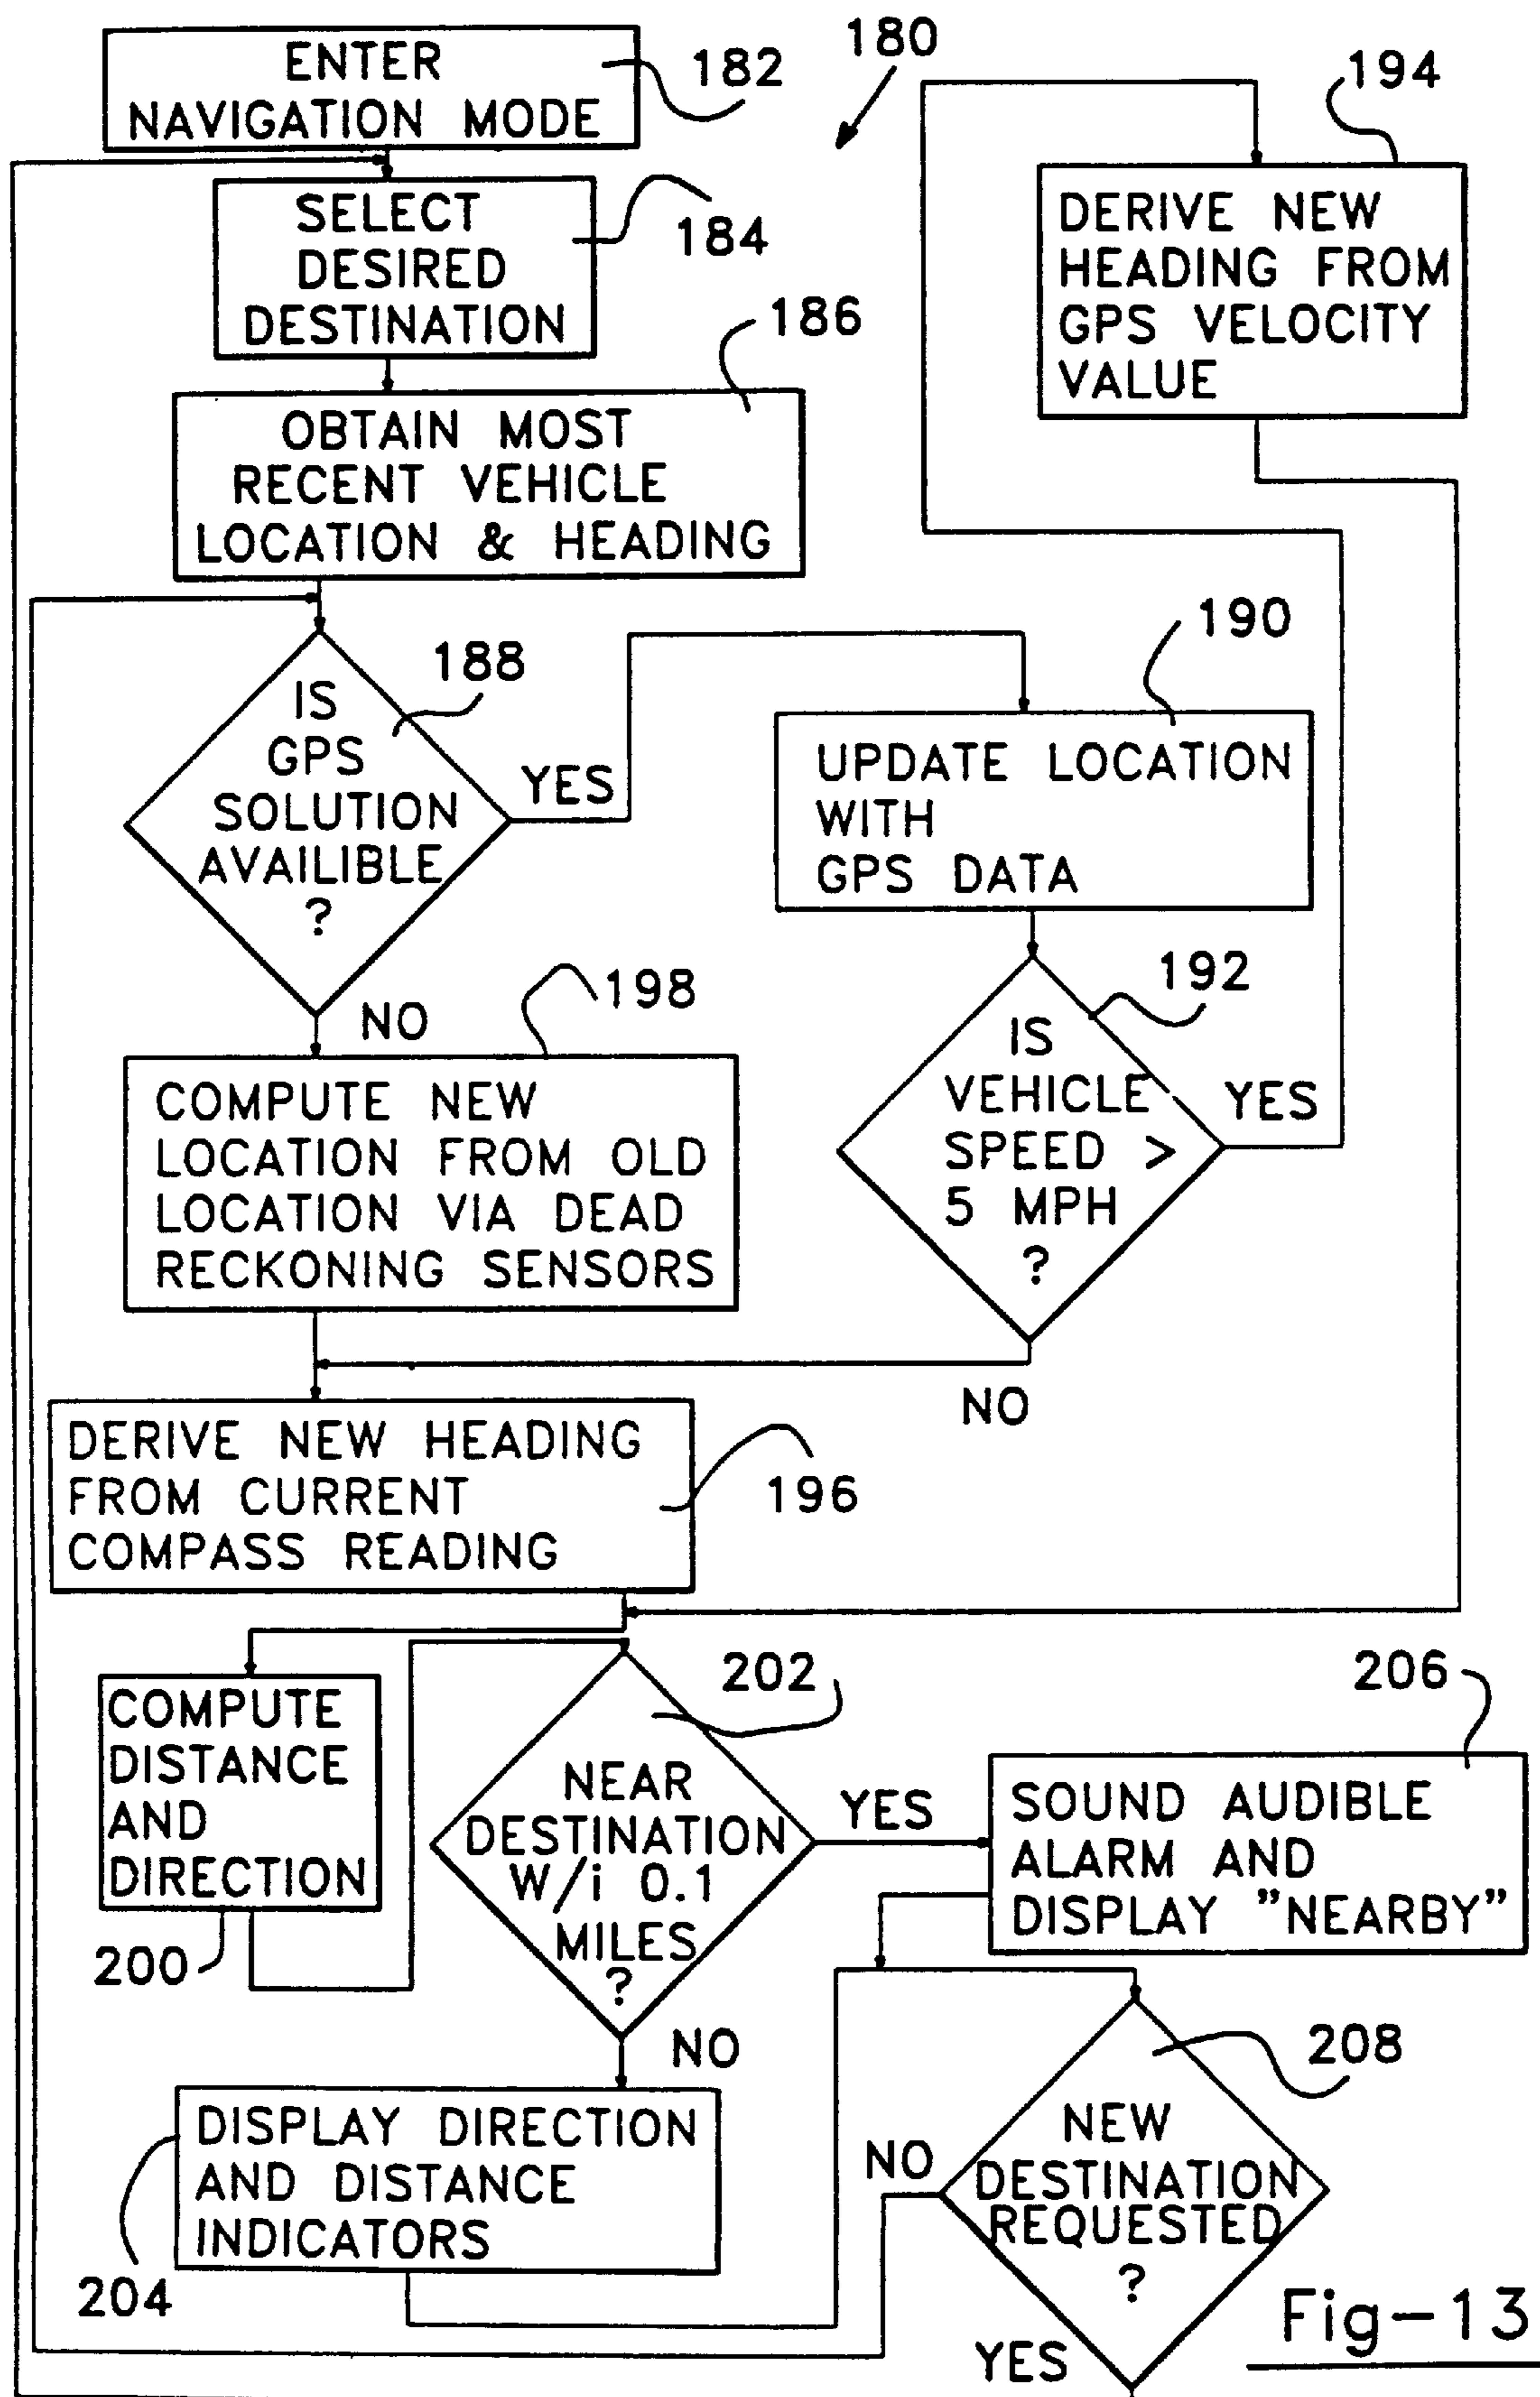 180
ENTER
NAVIGATION MODE
182
194
SELECT
DESIRED
DESTINATION
184
DERIVE NEW
HEADING FROM
GPS VELOCITY
VALUE
186
OBTAIN MOST
RECENT VEHICLE
LOCATION & HEADING
190
188
IS
GPS
SOLUTION
AVAILIBLE
?
YES
UPDATE LOCATION
WITH
GPS DATA
198
NO
192
IS
VEHICLE
SPEED >
5 MPH
?
YES
COMPUTE NEW
LOCATION FROM OLD
LOCATION VIA DEAD
RECKONING SENSORS
NO
DERIVE NEW HEADING
FROM CURRENT
COMPASS READING
196
202
206
COMPUTE
DISTANCE
AND
DIRECTION
200
NEAR
DESTINATION
W/i 0.1
MILES
?
YES
SOUND AUDIBLE
ALARM AND
DISPLAY "NEARBY"
NO
208
DISPLAY DIRECTION
AND DISTANCE
INDICATORS
204
NO
NEW
DESTINATION
REQUESTED
?
YES
Fig-13